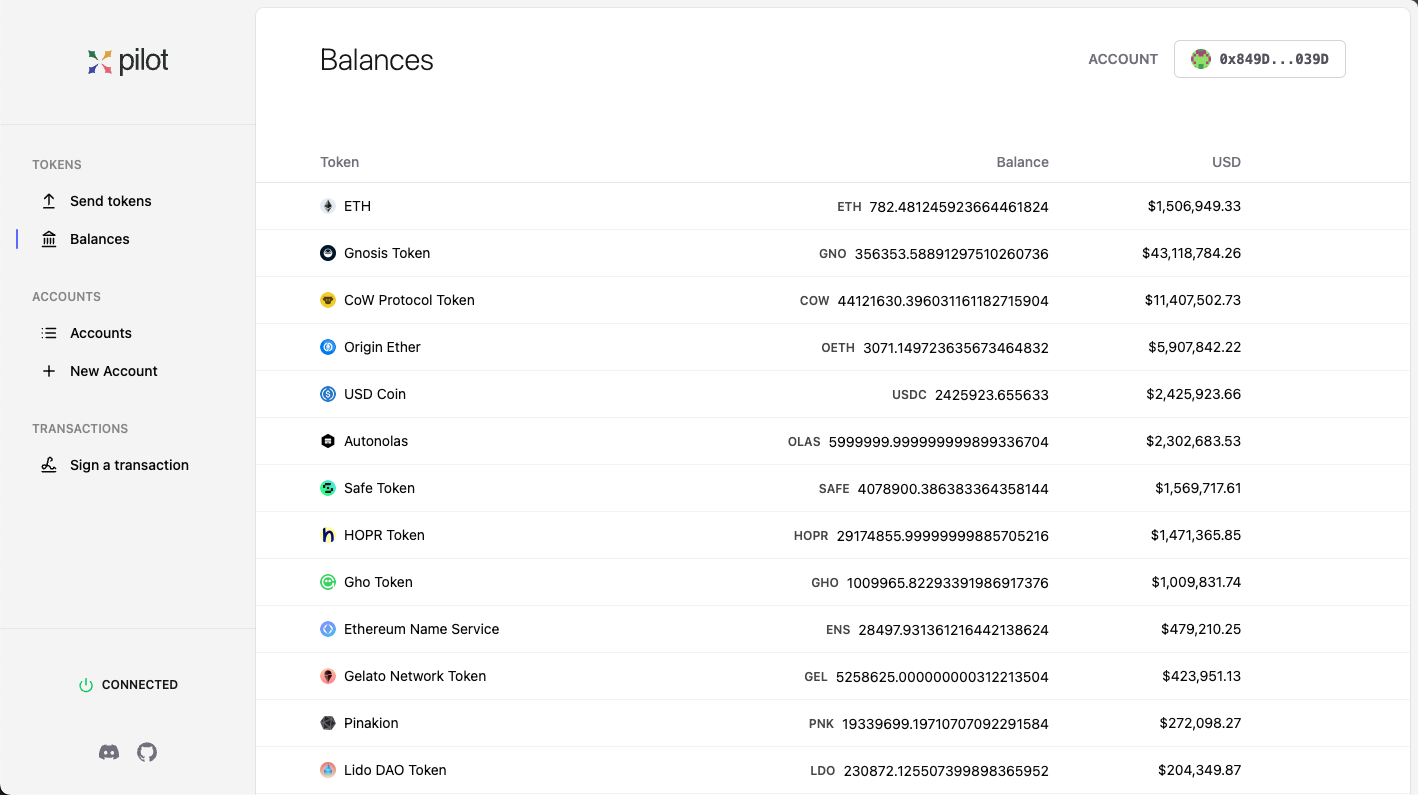 pilot
TOKENS
Send tokens
Balances
ACCOUNTS
Accounts
New Account
TRANSACTIONS
Sign a transaction
CONNECTED
Balances
ACCOUNT 0x849D...039D
Token Balance USD
ETH ETH 782.481245923664461824 $1,506,949.33
Gnosis Token GNO 356353.58891297510260736 $43,118,784.26
CoW Protocol Token COW 44121630.396031161182715904 $11,407,502.73
Origin Ether OETH 3071.149723635673464832 $5,907,842.22
USD Coin USDC 2425923.655633 $2,425,923.66
Autonolas OLAS 5999999.999999999899336704 $2,302,683.53
Safe Token SAFE 4078900.386383364358144 $1,569,717.61
HOPR Token HOPR 29174855.99999999885705216 $1,471,365.85
Gho Token GHO 1009965.82293391986917376 $1,009,831.74
Ethereum Name Service ENS 28497.931361216442138624 $479,210.25
Gelato Network Token GEL 5258625.000000000312213504 $423,951.13
Pinakion PNK 19339699.19710707092291584 $272,098.27
Lido DAO Token LDO 230872.125507399898365952 $204,349.87